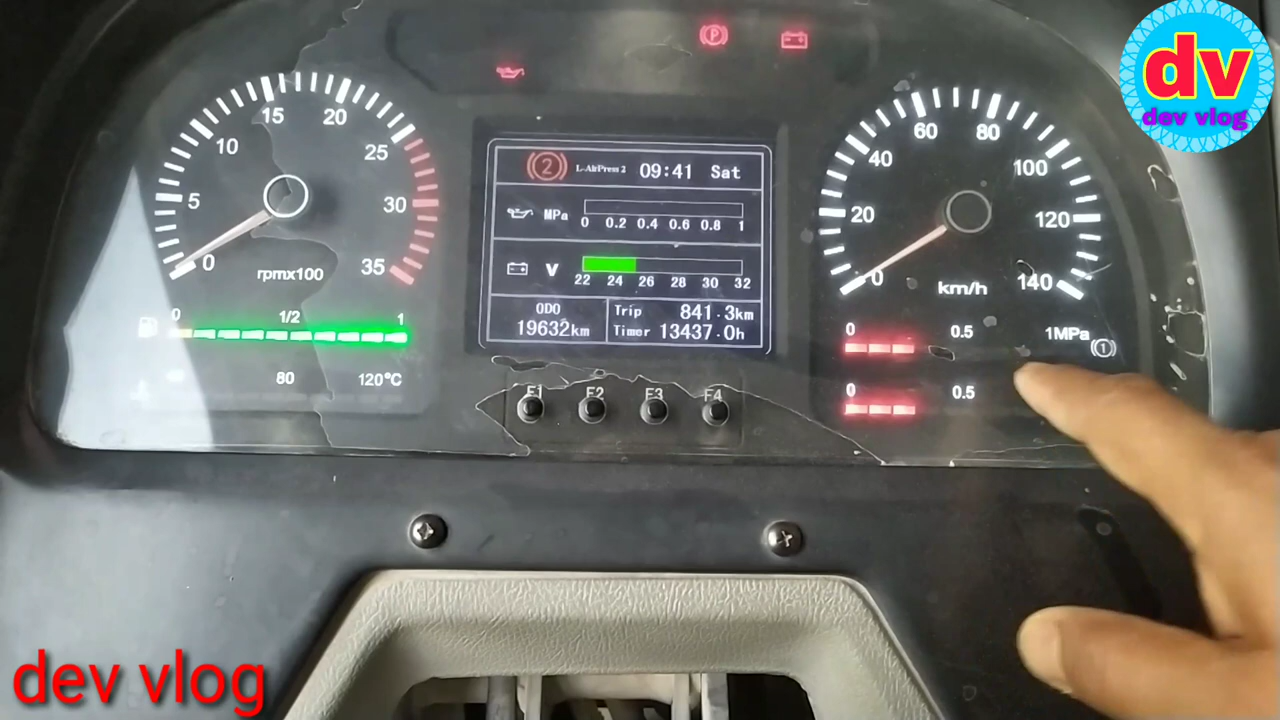 dv
dev vlog
P
15
20
10
25
5
30
0
35
rpmx100
0
1/2
1
80
120°C
2
L-AirPress 2
09:41 Sat
MPa
0 0.2 0.4 0.6 0.8 1
V
22 24 26 28 30 32
ODO
19632km
Trip 841.3km
Timer 13437.0h
F1 F2 F3 F4
60
80
40
100
20
120
0
140
km/h
0
0.5
1MPa
1
0
0.5
dev vlog